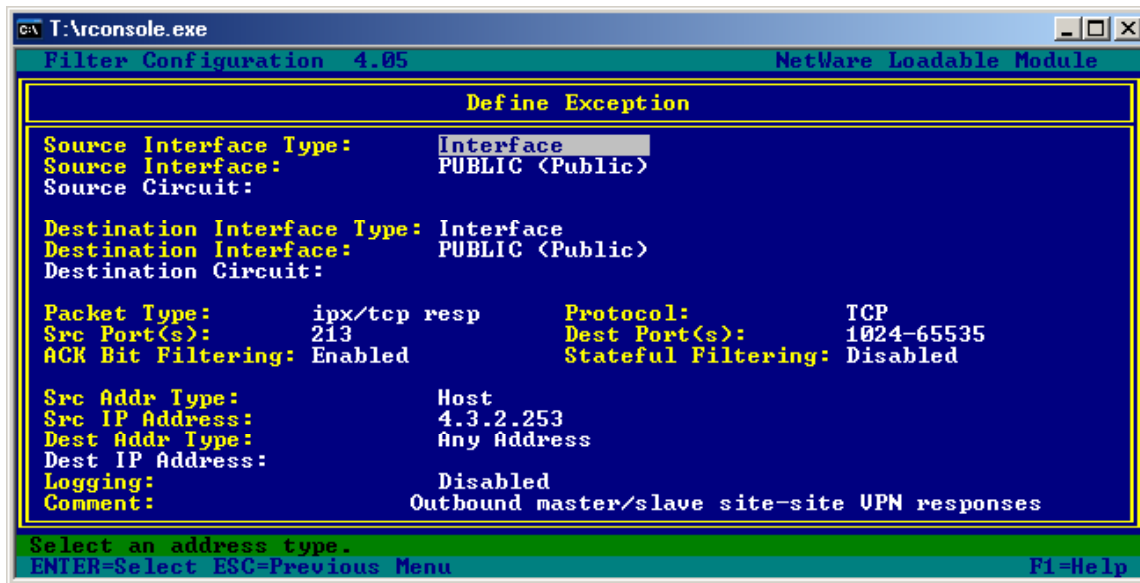 T:\rconsole.exe
Filter Configuration 4.05 NetWare Loadable Module
Define Exception
Source Interface Type: Interface
Source Interface: PUBLIC (Public)
Source Circuit:
Destination Interface Type: Interface
Destination Interface: PUBLIC (Public)
Destination Circuit:
Packet Type: ipx/tcp resp Protocol: TCP
Src Port(s): 213 Dest Port(s): 1024-65535
ACK Bit Filtering: Enabled Stateful Filtering: Disabled
Src Addr Type: Host
Src IP Address: 4.3.2.253
Dest Addr Type: Any Address
Dest IP Address:
Logging: Disabled
Comment: Outbound master/slave site-site VPN responses
Select an address type.
ENTER=Select ESC=Previous Menu F1=Help